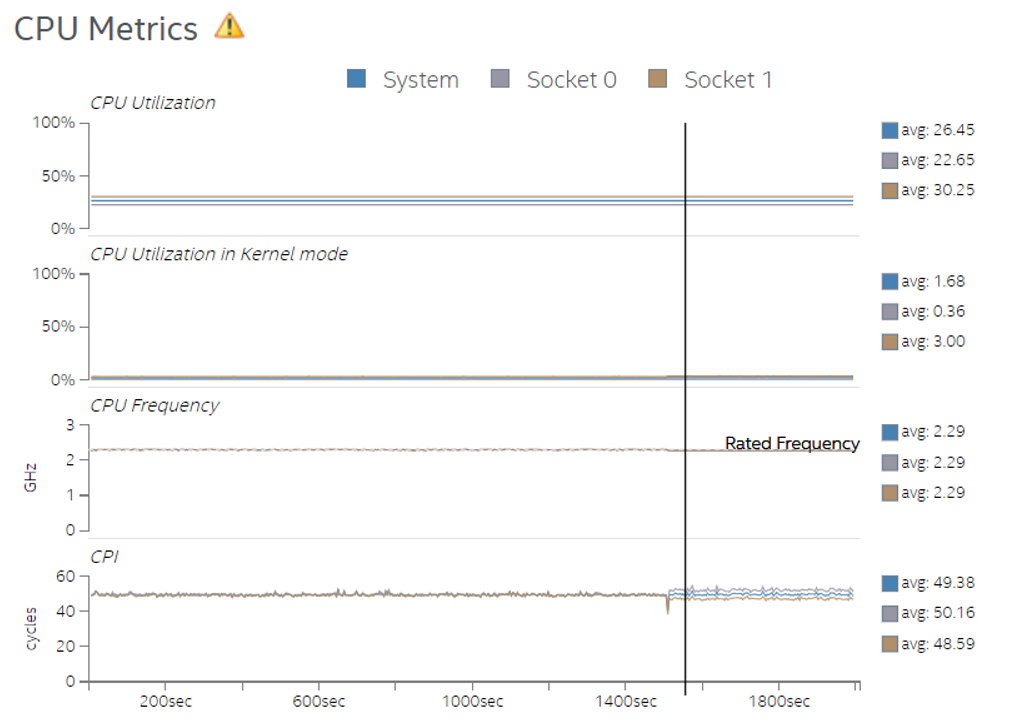 CPU Metrics
System Socket 0 Socket 1
CPU Utilization
100%
50%
0%
avg: 26.45
avg: 22.65
avg: 30.25
CPU Utilization in Kernel mode
100%
50%
0%
avg: 1.68
avg: 0.36
avg: 3.00
CPU Frequency
3
2
1
0
GHz
Rated Frequency
avg: 2.29
avg: 2.29
avg: 2.29
CPI
60
40
20
0
cycles
avg: 49.38
avg: 50.16
avg: 48.59
200sec 600sec 1000sec 1400sec 1800sec